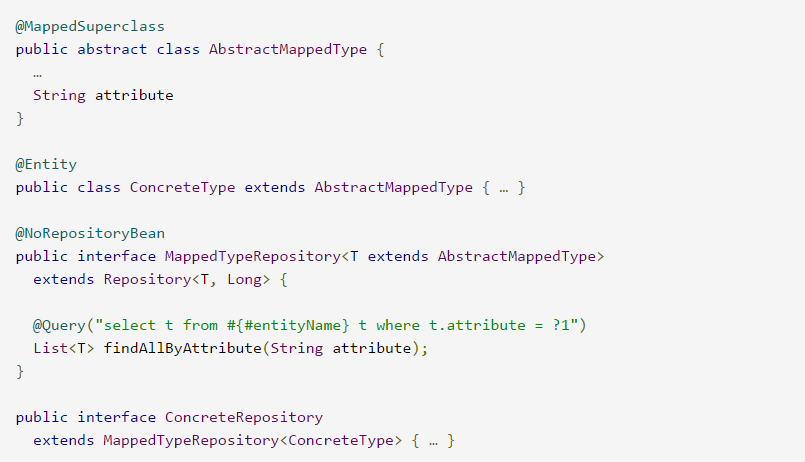 @MappedSuperclass
public abstract class AbstractMappedType {
…
String attribute
}
@Entity
public class ConcreteType extends AbstractMappedType { … }
@NoRepositoryBean
public interface MappedTypeRepository<T extends AbstractMappedType>
extends Repository<T, Long> {
@Query("select t from #{#entityName} t where t.attribute = ?1")
List<T> findAllByAttribute(String attribute);
}
public interface ConcreteRepository
extends MappedTypeRepository<ConcreteType> { … }